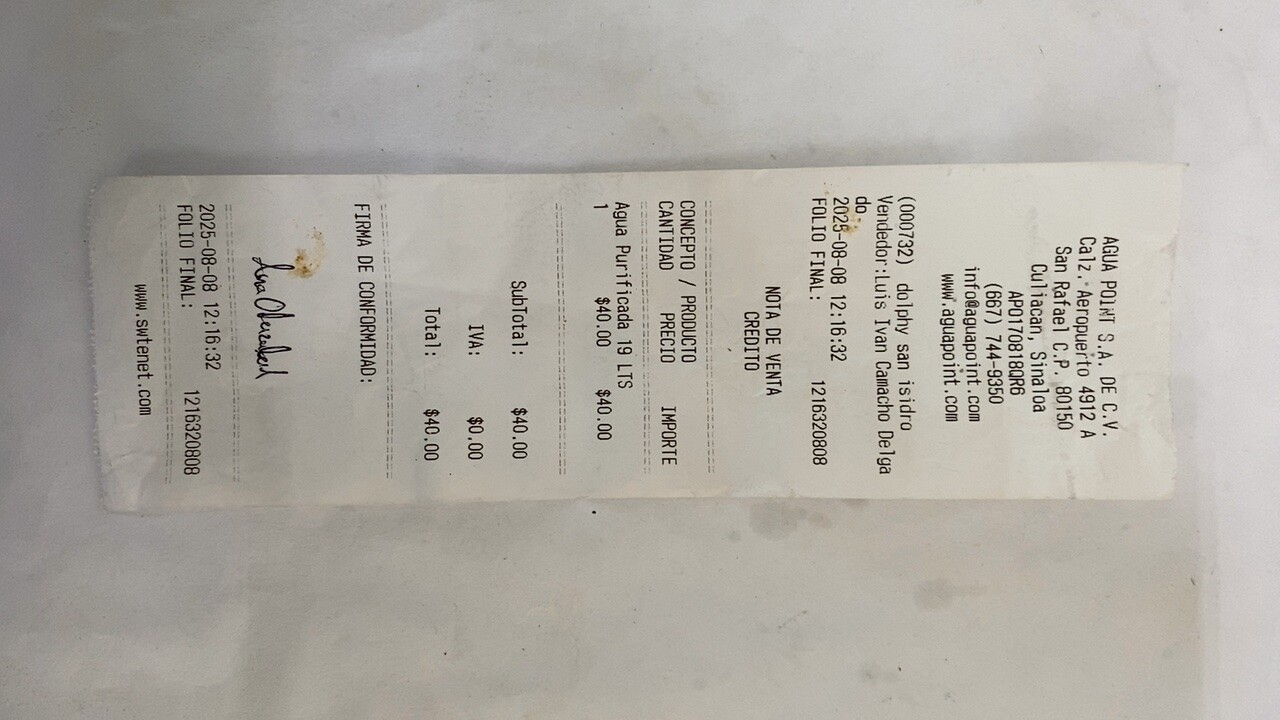 AGUA POINT S.A. DE C.V.
Calz. Aeropuerto 4912 A
San Rafael C.P. 80150
Culiacan, Sinaloa
APO170818QR6
(667) 744-9350
info@aguapoint.com
www.aguapoint.com
(000732) dolphy san isidro
Vendedor:Luis Ivan Camacho Delga
do
2025-08-08 12:16:32
FOLIO FINAL: 1216320808
NOTA DE VENTA
CREDITO
CONCEPTO / PRODUCTO
CANTIDAD PRECIO IMPORTE
Agua Purificada 19 LTS
1 $40.00 $40.00
SubTotal: $40.00
IVA: $0.00
Total: $40.00
FIRMA DE CONFORMIDAD:
2025-08-08 12:16:32
FOLIO FINAL: 1216320808
www.swtenet.com